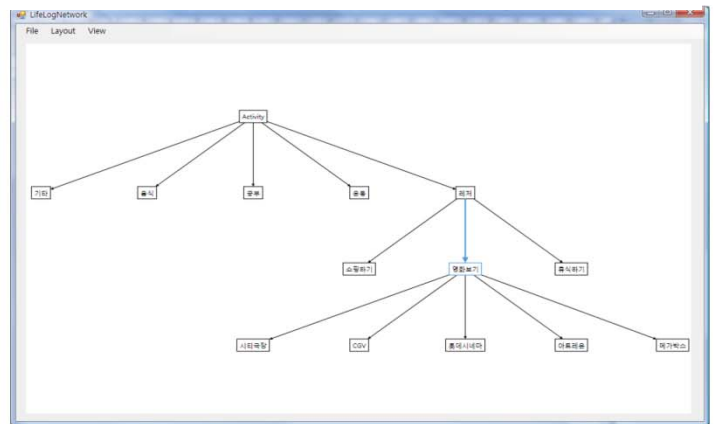 LifeLogNetwork
File Layout View
Activity
기타 음식 공부 운동 레저
쇼핑하기 영화보기 휴식하기
시티극장 CGV 롯데시네마 아트레온 메가박스